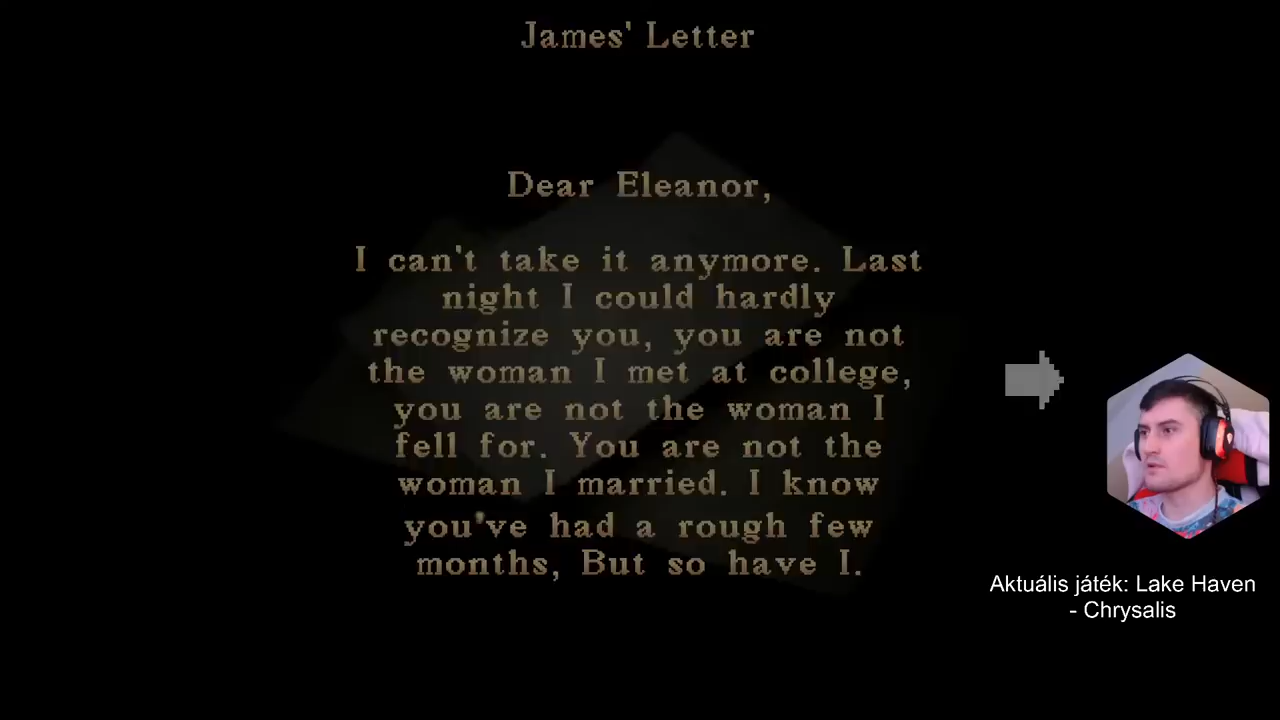 James' Letter
Dear Eleanor,
I can't take it anymore. Last
night I could hardly
recognize you, you are not
the woman I met at college,
you are not the woman I
fell for. You are not the
woman I married. I know
you've had a rough few
months, But so have I.
Aktuális játék: Lake Haven
- Chrysalis